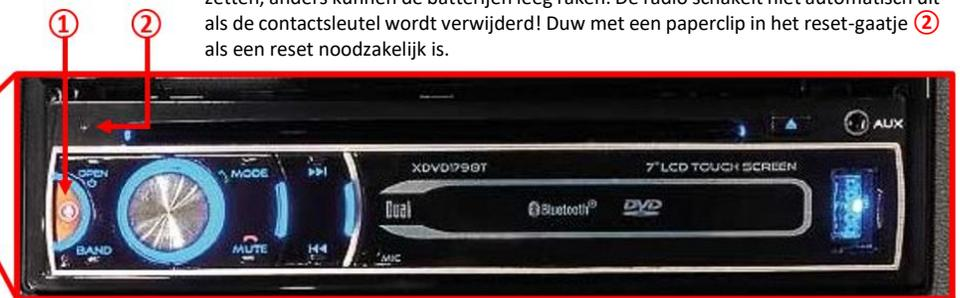 zetten, anders kunnen de batterijen leeg raken. De radio schakelt niet automatisch uit
als de contactsleutel wordt verwijderd! Duw met een paperclip in het reset-gaatje ②
als een reset noodzakelijk is.
① ②
AUX
XDVD179BT 7"LCD TOUCH SCREEN
OPEN MODE
Dual Bluetooth® DVD
BAND MUTE
MIC